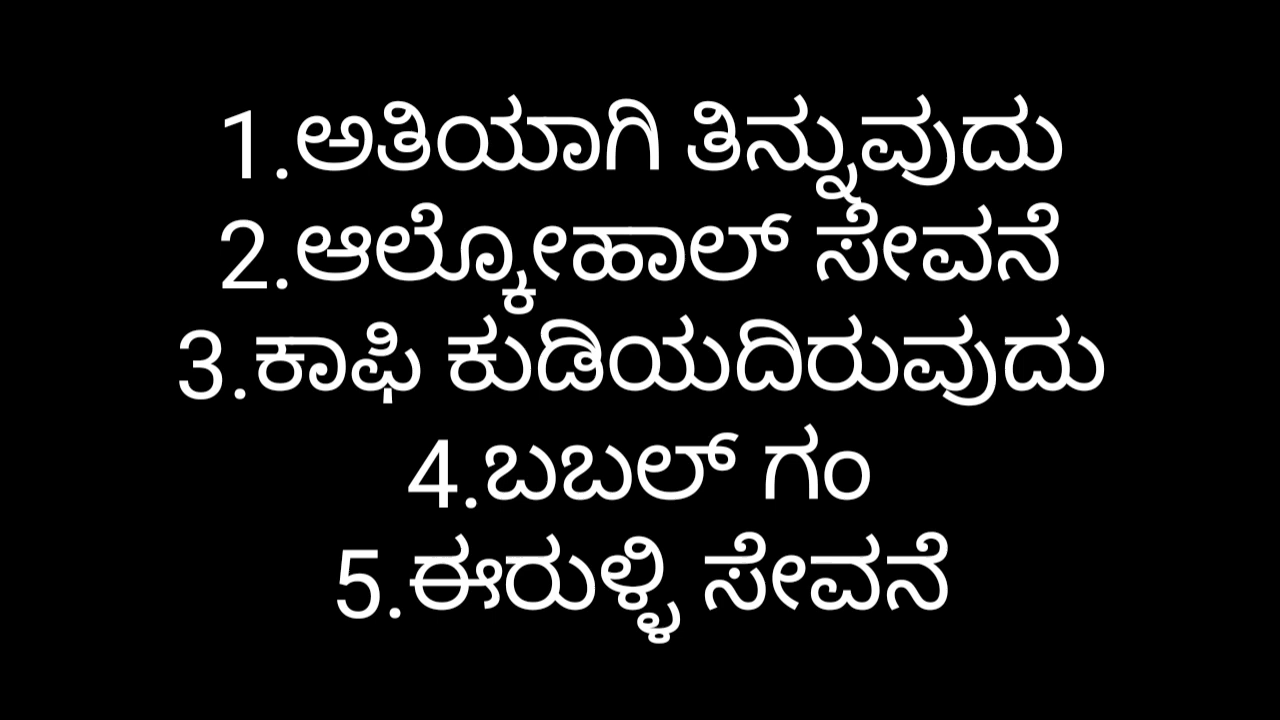 1.ಅತಿಯಾಗಿ ತಿನ್ನುವುದು
2.ಆಲ್ಕೋಹಾಲ್ ಸೇವನೆ
3.ಕಾಫಿ ಕುಡಿಯದಿರುವುದು
4.ಬಬಲ್ ಗಂ
5.ಈರುಳ್ಳಿ ಸೇವನೆ